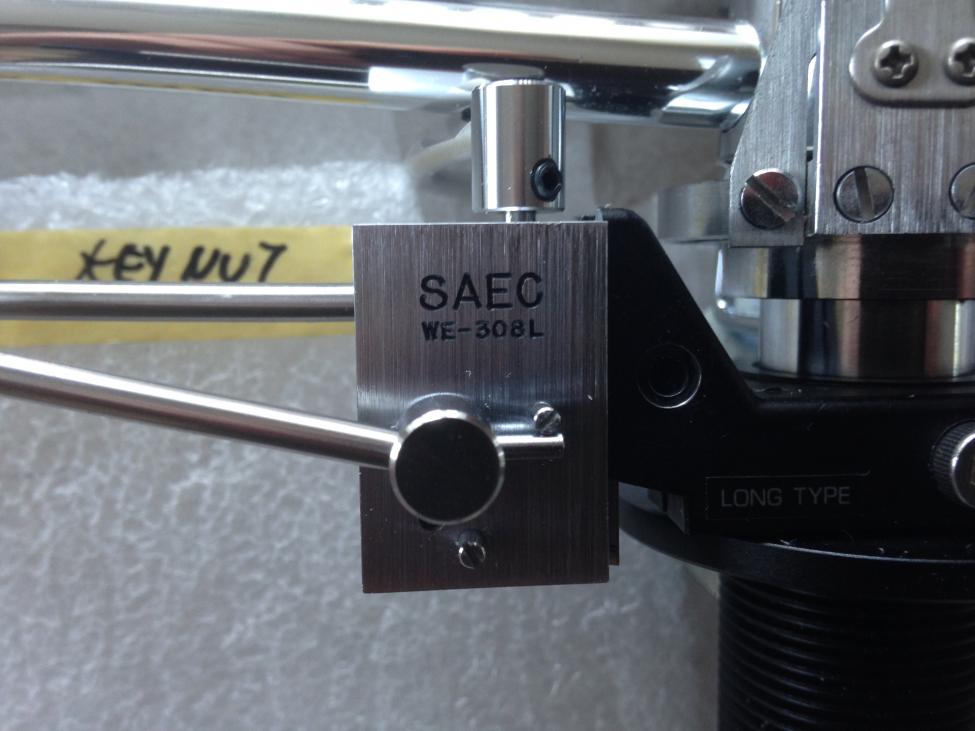 KEY NUT
SAEC
WE-308L
LONG TYPE